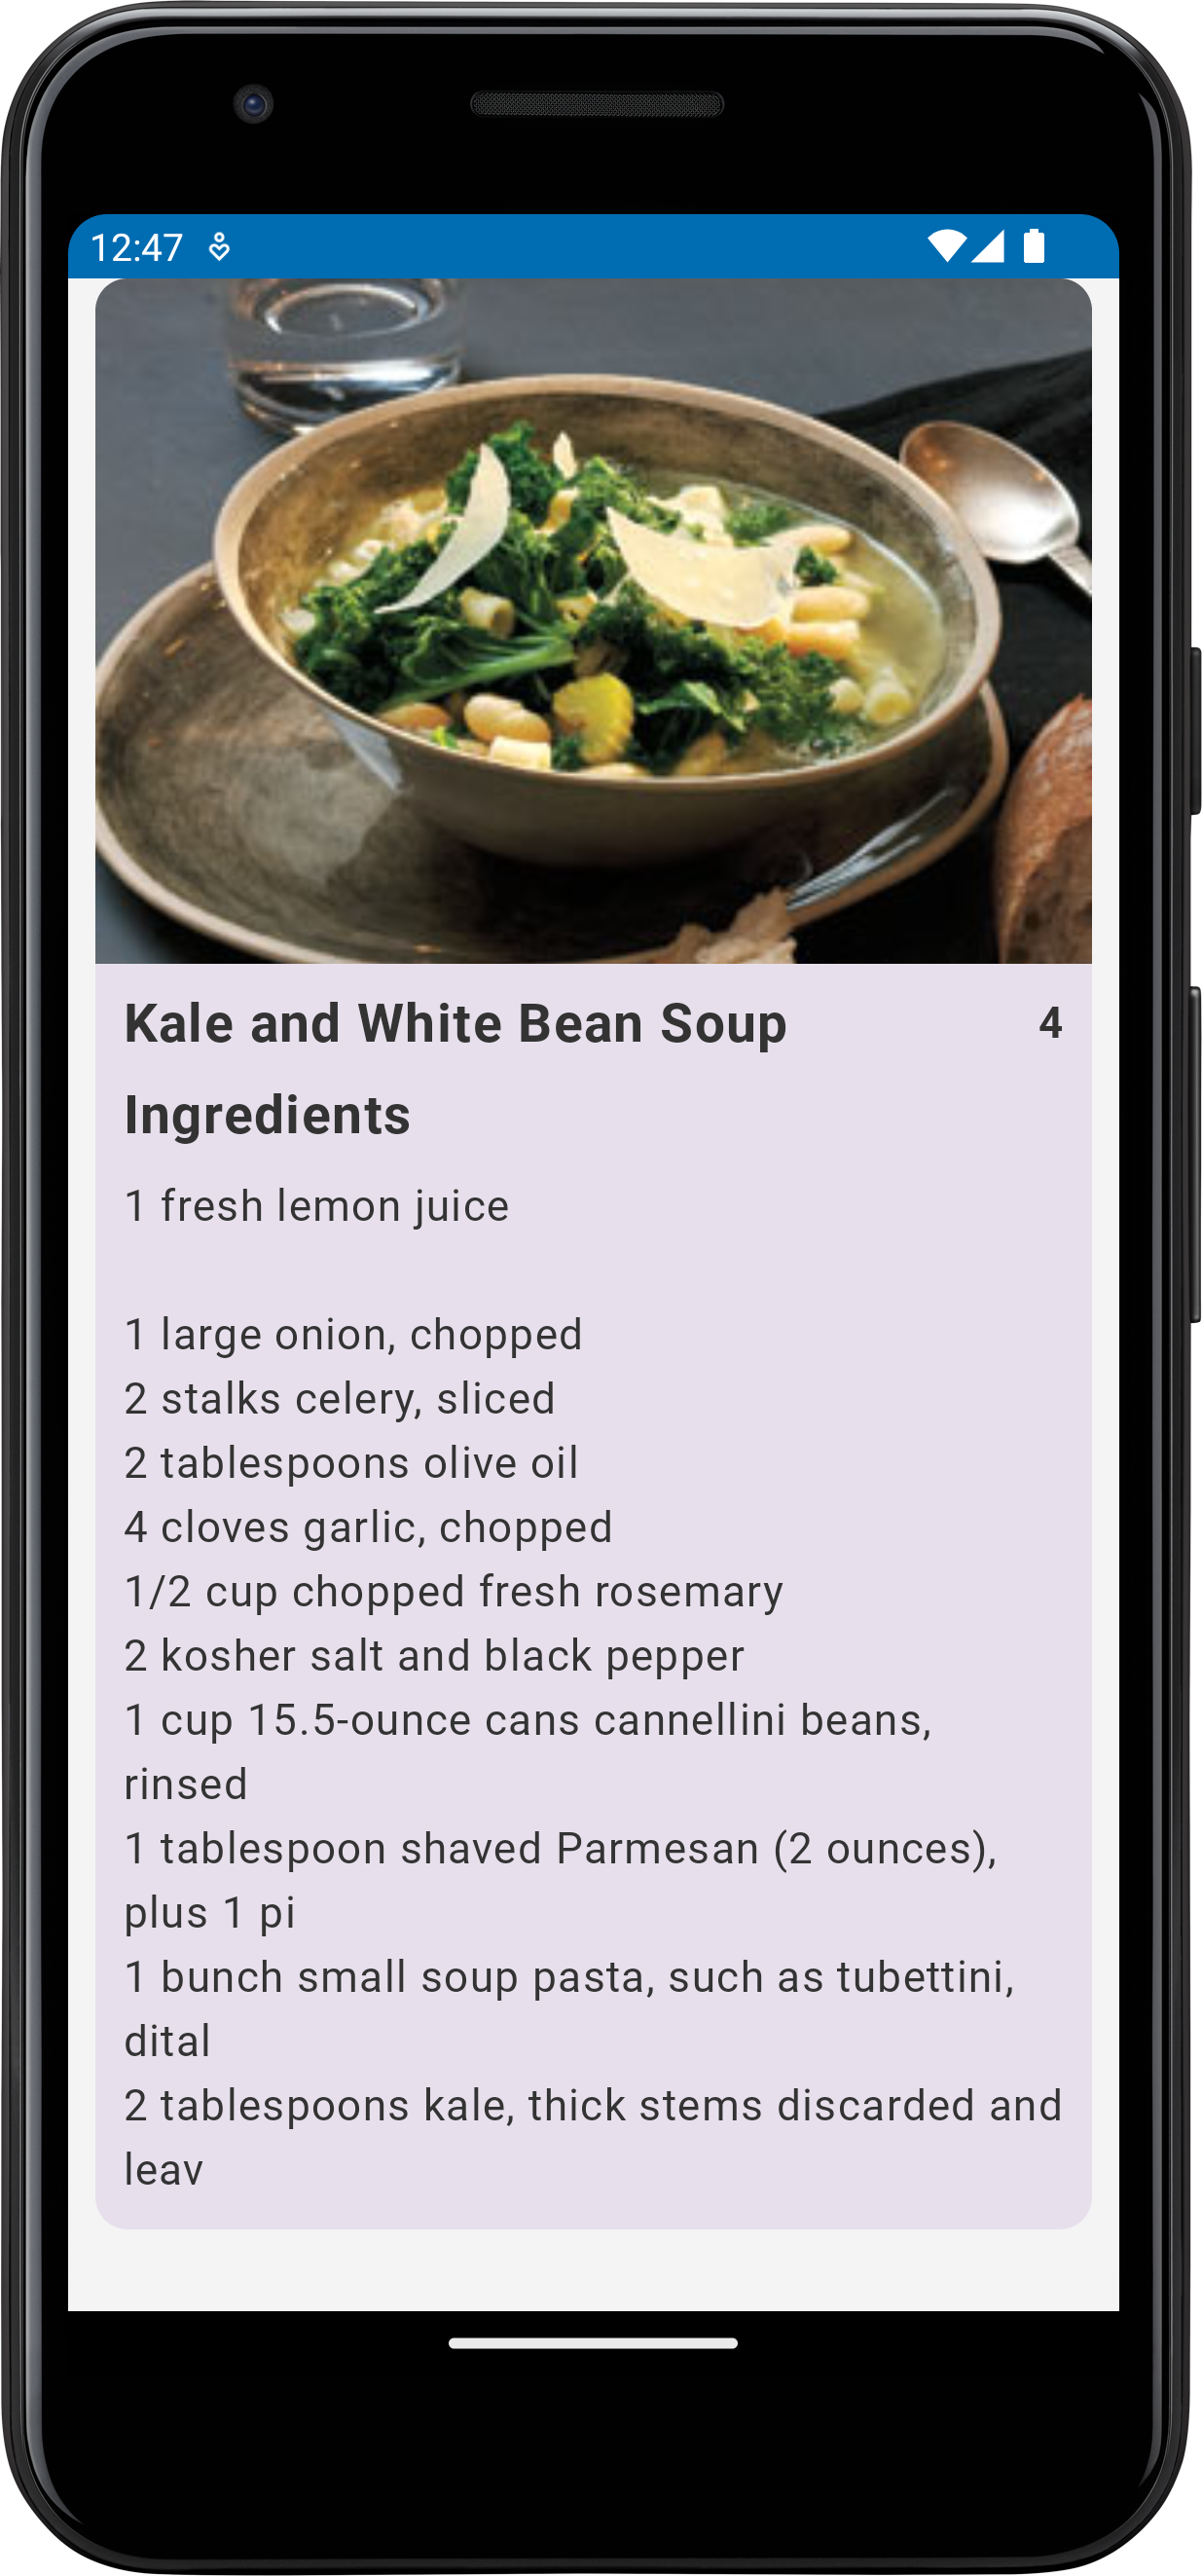 12:47
Kale and White Bean Soup 4
Ingredients
1 fresh lemon juice
1 large onion, chopped
2 stalks celery, sliced
2 tablespoons olive oil
4 cloves garlic, chopped
1/2 cup chopped fresh rosemary
2 kosher salt and black pepper
1 cup 15.5-ounce cans cannellini beans,
rinsed
1 tablespoon shaved Parmesan (2 ounces),
plus 1 pi
1 bunch small soup pasta, such as tubettini,
dital
2 tablespoons kale, thick stems discarded and
leav